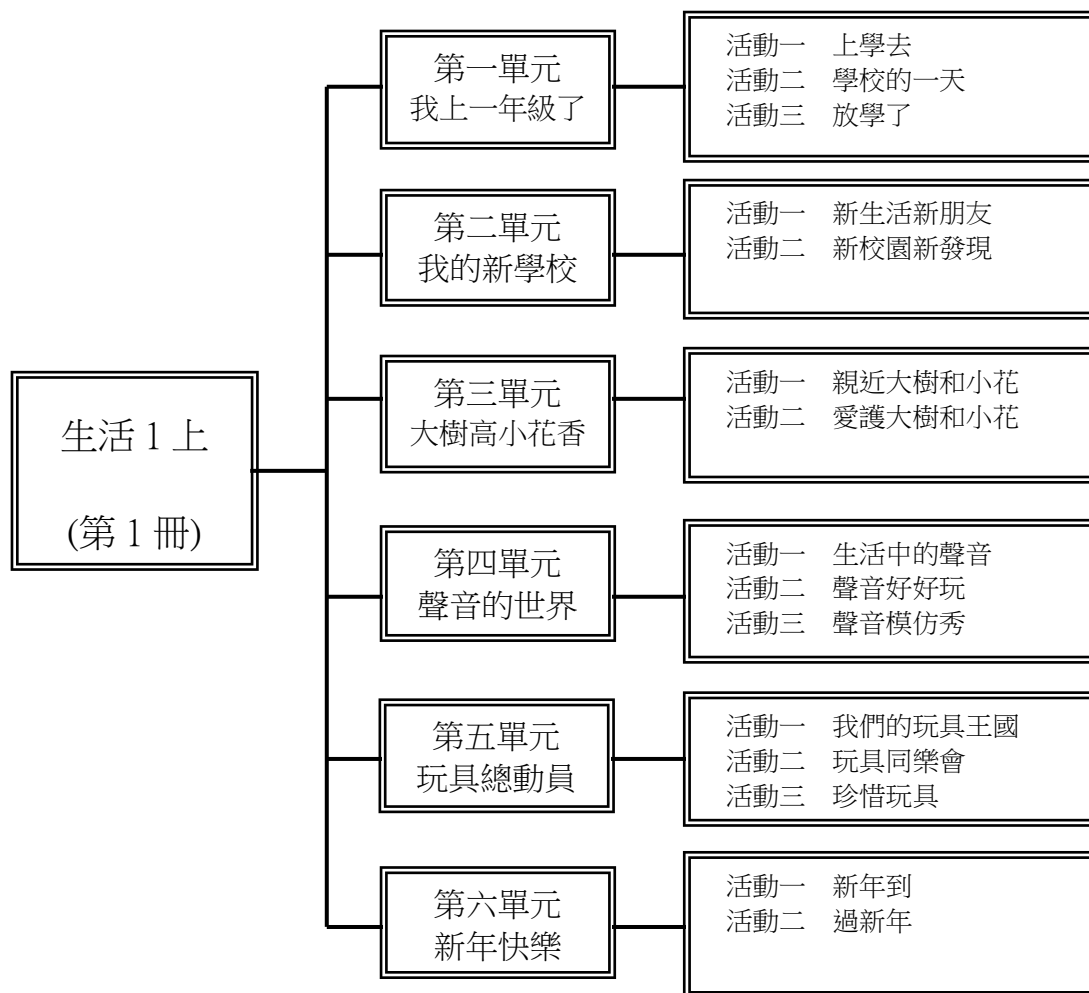 生活 1 上
(第 1 冊)
第一單元
我上一年級了
活動一　上學去
活動二　學校的一天
活動三　放學了
第二單元
我的新學校
活動一　新生活新朋友
活動二　新校園新發現
第三單元
大樹高小花香
活動一　親近大樹和小花
活動二　愛護大樹和小花
第四單元
聲音的世界
活動一　生活中的聲音
活動二　聲音好好玩
活動三　聲音模仿秀
第五單元
玩具總動員
活動一　我們的玩具王國
活動二　玩具同樂會
活動三　珍惜玩具
第六單元
新年快樂
活動一　新年到
活動二　過新年